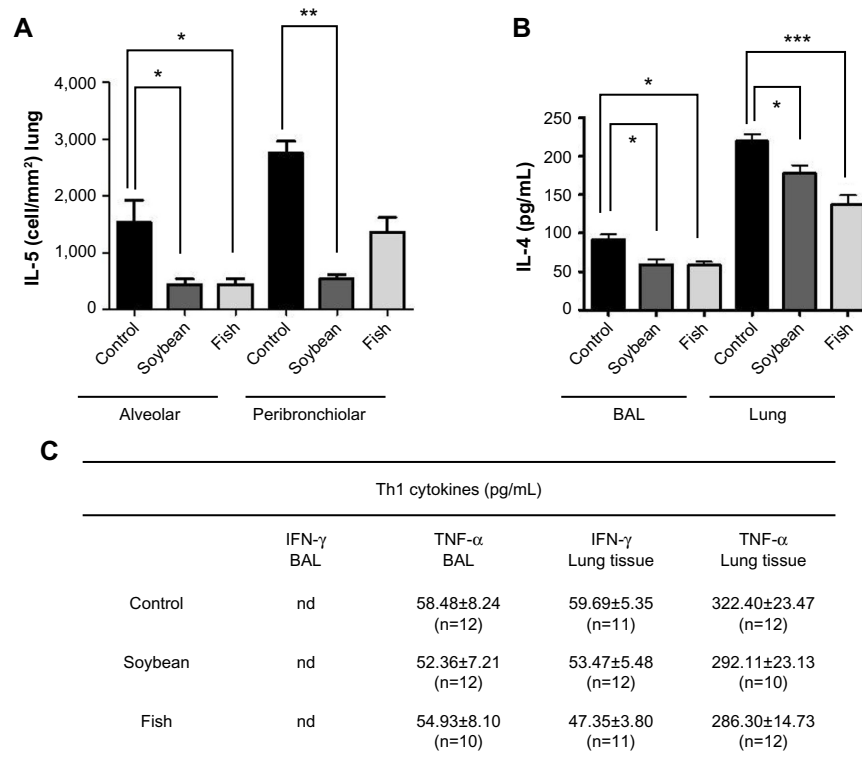 A
IL-5 (cell/mm²) lung
4,000
3,000
2,000
1,000
0
*
*
**
Control
Soybean
Fish
Control
Soybean
Fish
Alveolar
Peribronchiolar
B
IL-4 (pg/mL)
250
200
150
100
50
0
*
*
***
*
Control
Soybean
Fish
Control
Soybean
Fish
BAL
Lung
C
Th1 cytokines (pg/mL)
IFN-γ TNF-α IFN-γ TNF-α
BAL BAL Lung tissue Lung tissue
Control nd 58.48±8.24 59.69±5.35 322.40±23.47
(n=12) (n=11) (n=12)
Soybean nd 52.36±7.21 53.47±5.48 292.11±23.13
(n=12) (n=12) (n=10)
Fish nd 54.93±8.10 47.35±3.80 286.30±14.73
(n=10) (n=11) (n=12)